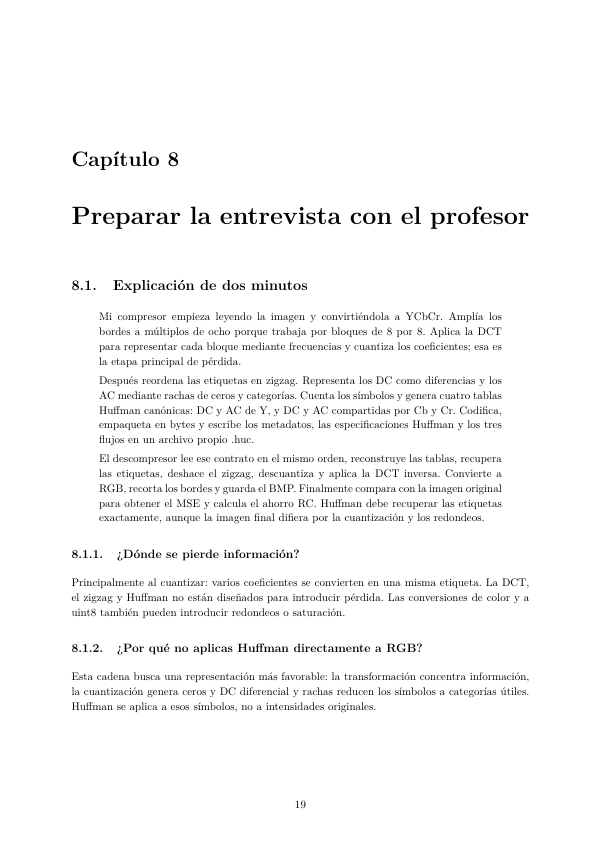 Capítulo 8
Preparar la entrevista con el profesor
8.1. Explicación de dos minutos
Mi compresor empieza leyendo la imagen y convirtiéndola a YCbCr. Amplía los
bordes a múltiplos de ocho porque trabaja por bloques de 8 por 8. Aplica la DCT
para representar cada bloque mediante frecuencias y cuantiza los coeficientes; esa es
la etapa principal de pérdida.
Después reordena las etiquetas en zigzag. Representa los DC como diferencias y los
AC mediante rachas de ceros y categorías. Cuenta los símbolos y genera cuatro tablas
Huffman canónicas: DC y AC de Y, y DC y AC compartidas por Cb y Cr. Codifica,
empaqueta en bytes y escribe los metadatos, las especificaciones Huffman y los tres
flujos en un archivo propio .huc.
El descompresor lee ese contrato en el mismo orden, reconstruye las tablas, recupera
las etiquetas, deshace el zigzag, descuantiza y aplica la DCT inversa. Convierte a
RGB, recorta los bordes y guarda el BMP. Finalmente compara con la imagen original
para obtener el MSE y calcula el ahorro RC. Huffman debe recuperar las etiquetas
exactamente, aunque la imagen final difiera por la cuantización y los redondeos.
8.1.1. ¿Dónde se pierde información?
Principalmente al cuantizar: varios coeficientes se convierten en una misma etiqueta. La DCT,
el zigzag y Huffman no están diseñados para introducir pérdida. Las conversiones de color y a
uint8 también pueden introducir redondeos o saturación.
8.1.2. ¿Por qué no aplicas Huffman directamente a RGB?
Esta cadena busca una representación más favorable: la transformación concentra información,
la cuantización genera ceros y DC diferencial y rachas reducen los símbolos a categorías útiles.
Huffman se aplica a esos símbolos, no a intensidades originales.
19